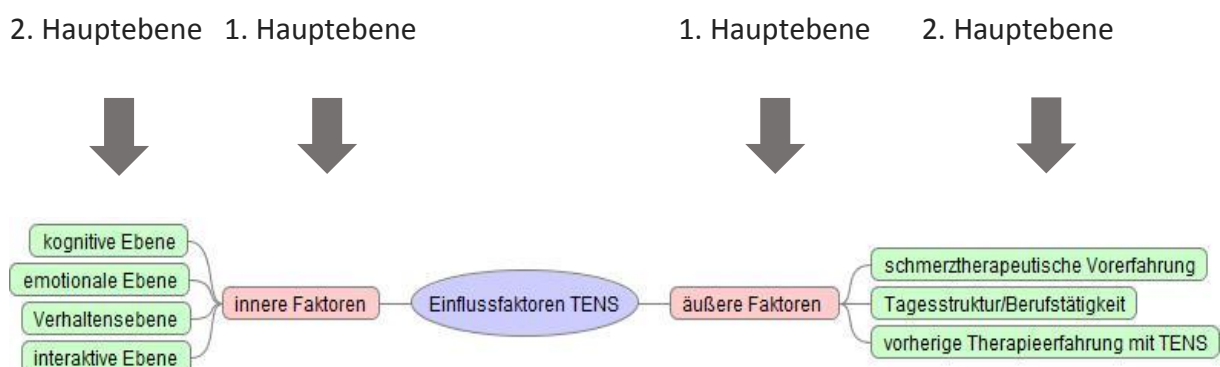 2. Hauptebene 1. Hauptebene 1. Hauptebene 2. Hauptebene
kognitive Ebene
emotionale Ebene
Verhaltensebene
interaktive Ebene
innere Faktoren
Einflussfaktoren TENS
äußere Faktoren
schmerztherapeutische Vorerfahrung
Tagesstruktur/Berufstätigkeit
vorherige Therapieerfahrung mit TENS